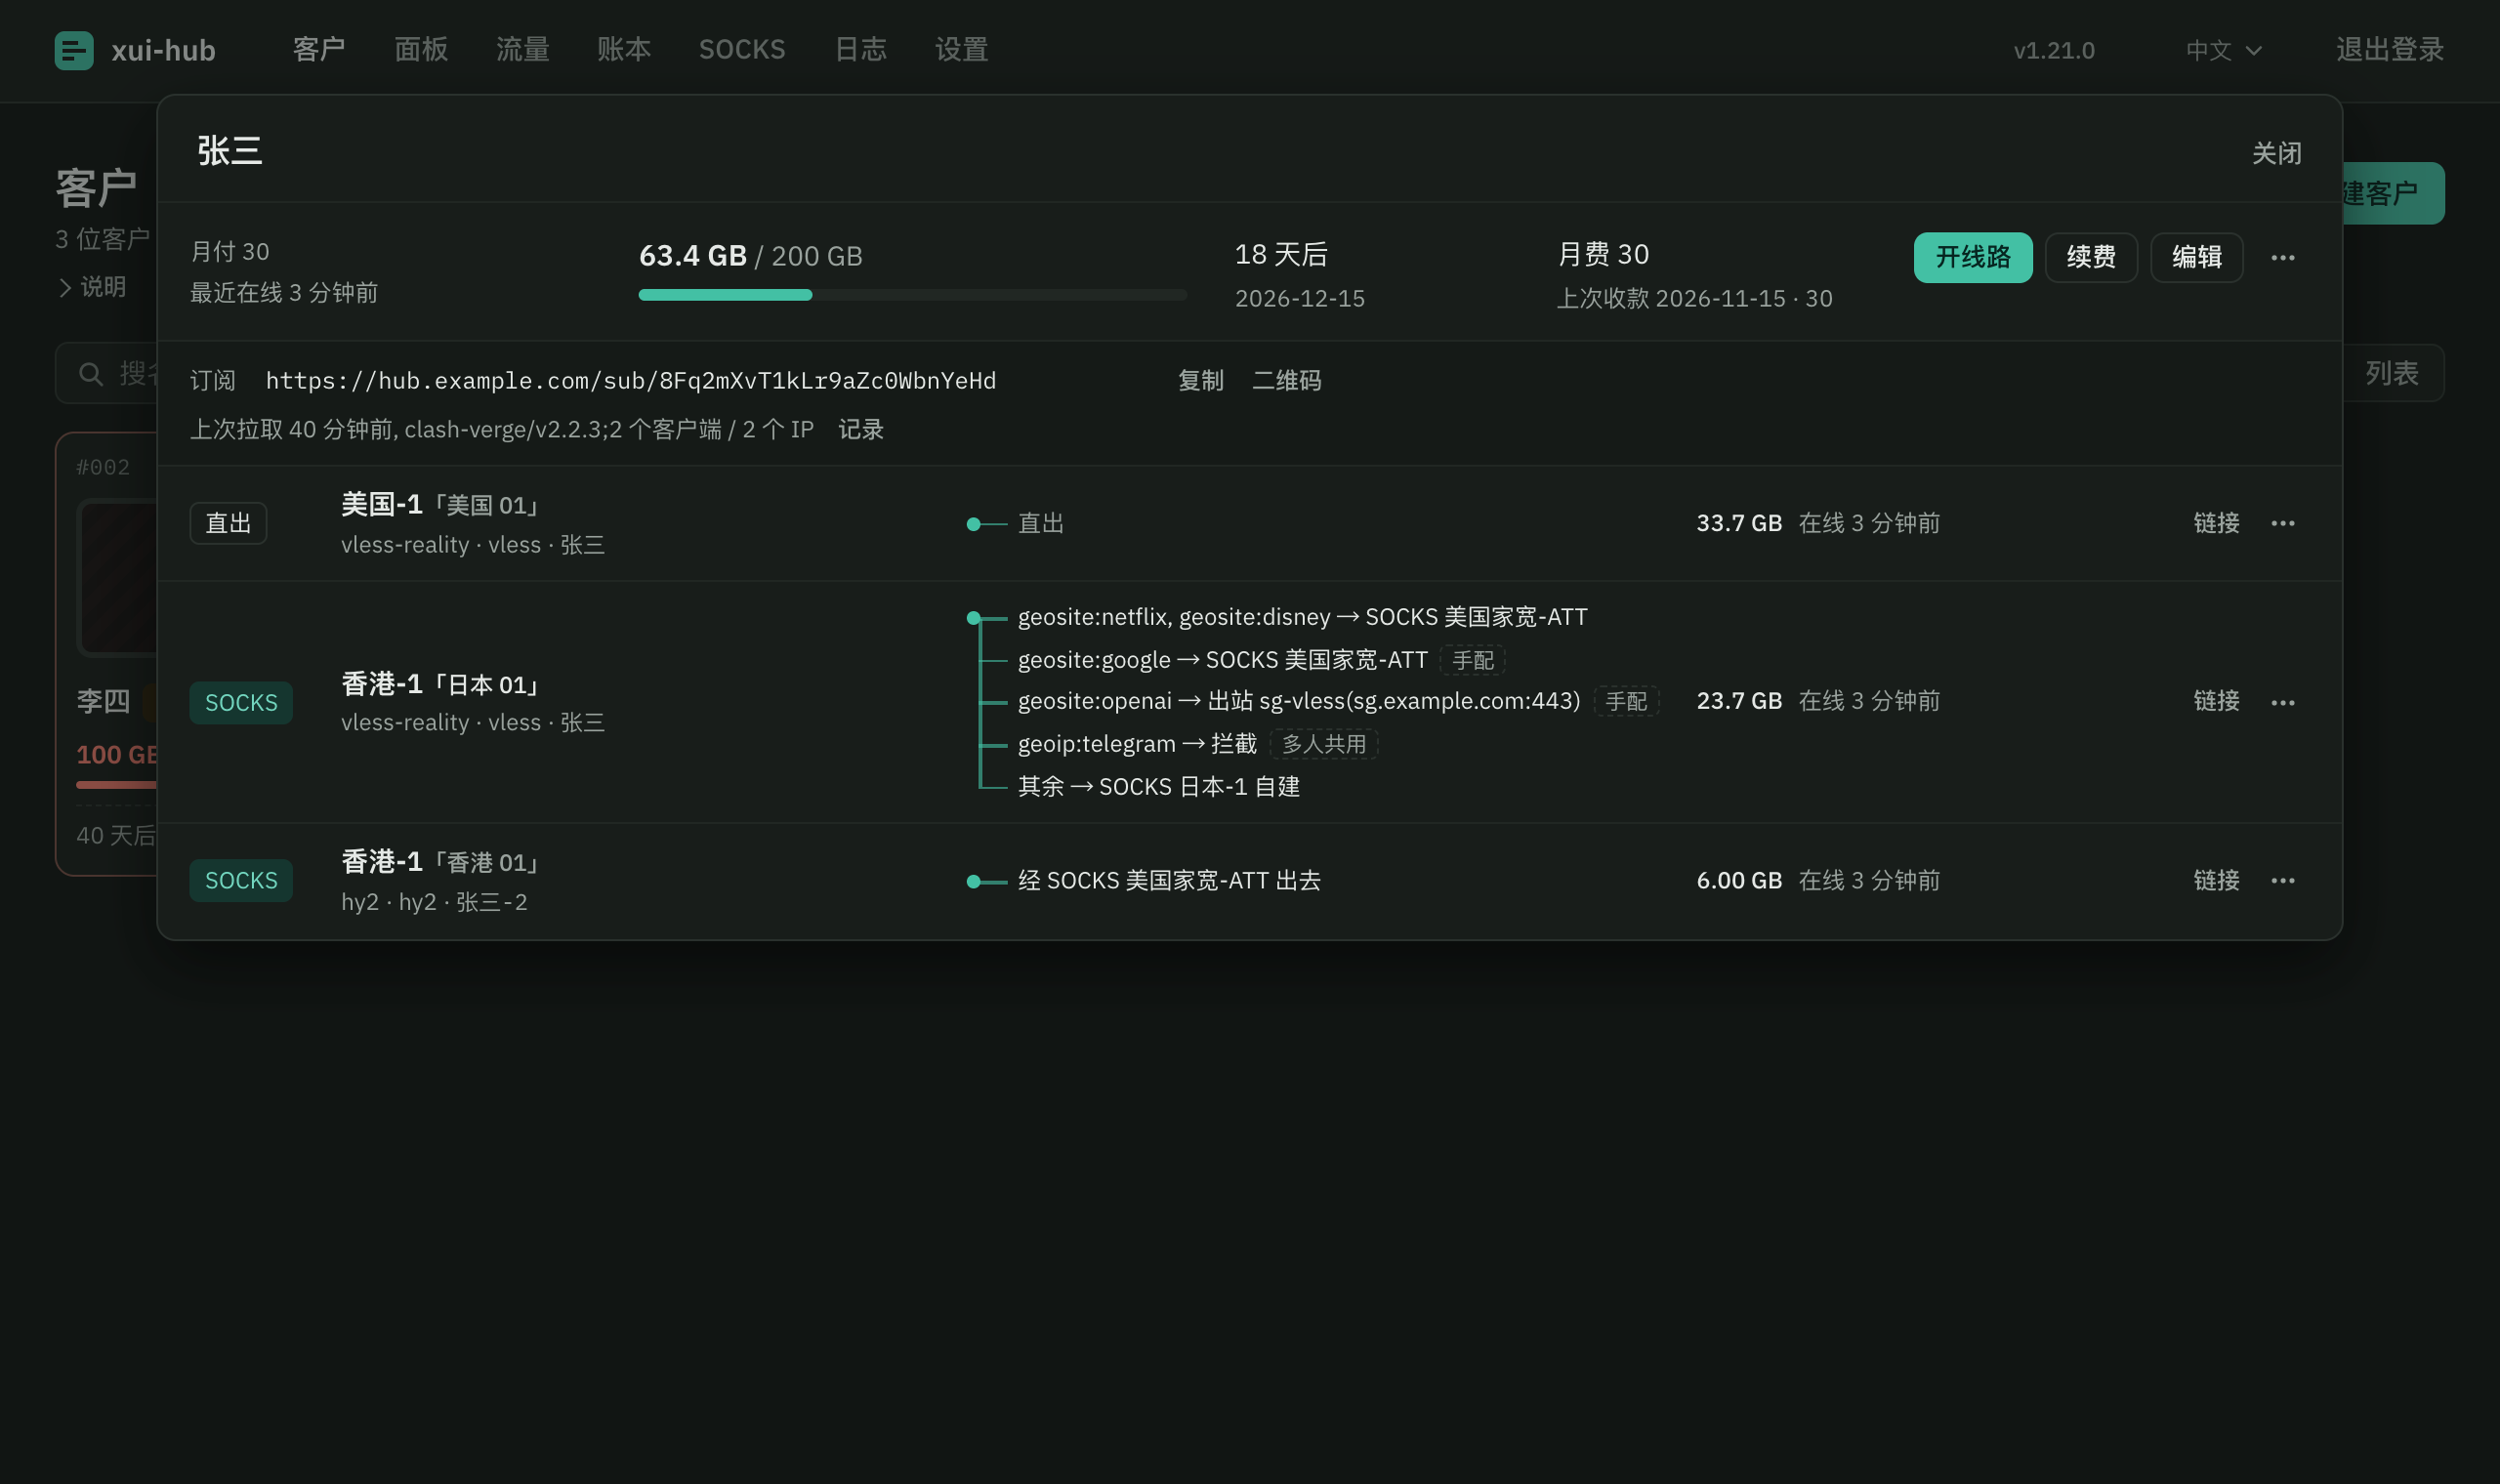 xui-hub 客户 面板 流量 账本 SOCKS 日志 设置 v1.21.0 中文 退出登录
客户
3 位客户
说明
建客户
列表
#002
李四
100 GB
40 天后
张三 关闭
月付 30
最近在线 3 分钟前
63.4 GB / 200 GB
18 天后
2026-12-15
月费 30
上次收款 2026-11-15 · 30
开线路 续费 编辑
订阅 https://hub.example.com/sub/8Fq2mXvT1kLr9aZc0WbnYeHd 复制 二维码
上次拉取 40 分钟前, clash-verge/v2.2.3;2 个客户端 / 2 个 IP 记录
直出
美国-1「美国 01」
vless-reality · vless · 张三
直出
33.7 GB 在线 3 分钟前 链接
SOCKS
香港-1「日本 01」
vless-reality · vless · 张三
geosite:netflix, geosite:disney → SOCKS 美国家宽-ATT
geosite:google → SOCKS 美国家宽-ATT 手配
geosite:openai → 出站 sg-vless(sg.example.com:443) 手配
geoip:telegram → 拦截 多人共用
其余 → SOCKS 日本-1 自建
23.7 GB 在线 3 分钟前 链接
SOCKS
香港-1「香港 01」
hy2 · hy2 · 张三-2
经 SOCKS 美国家宽-ATT 出去
6.00 GB 在线 3 分钟前 链接